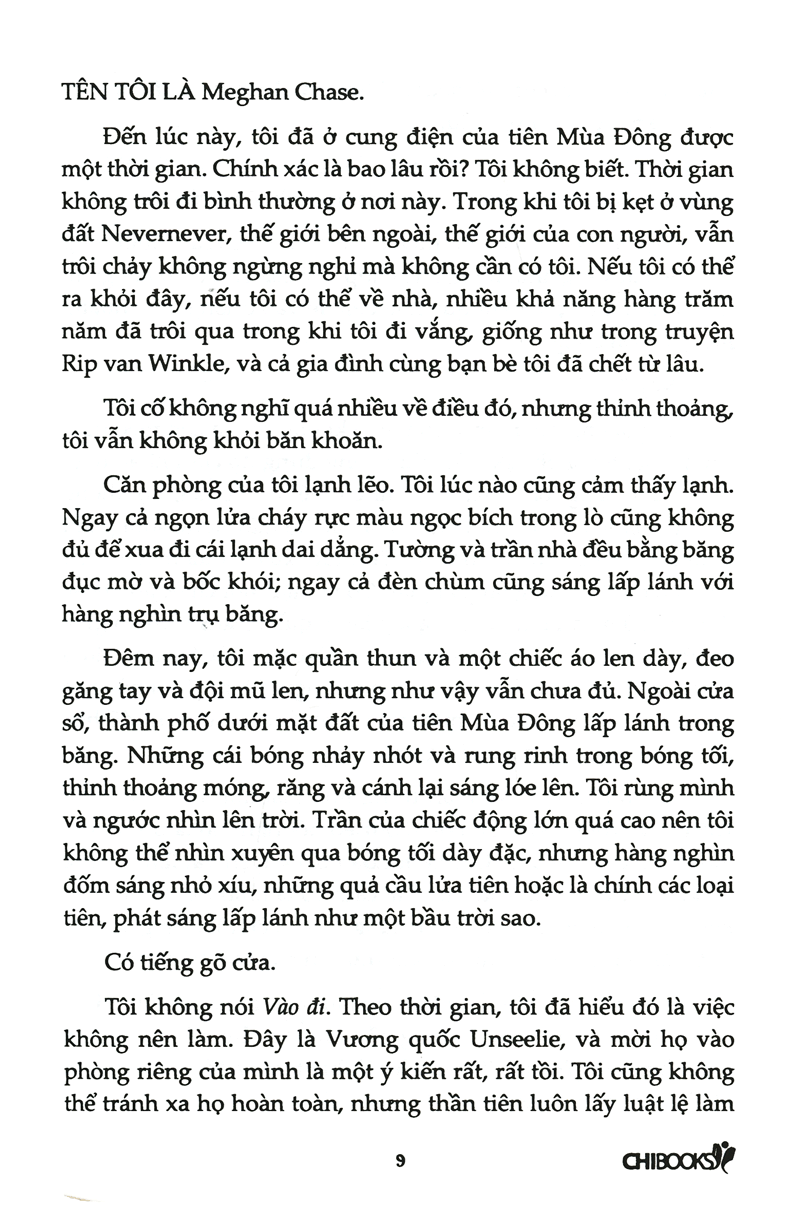 TÊN TÔI LÀ Meghan Chase.
Đến lúc này, tôi đã ở cung điện của tiên Mùa Đông được
một thời gian. Chính xác là bao lâu rồi? Tôi không biết. Thời gian
không trôi đi bình thường ở nơi này. Trong khi tôi bị kẹt ở vùng
đất Nevernever, thế giới bên ngoài, thế giới của con người, vẫn
trôi chảy không ngừng nghỉ mà không cần có tôi. Nếu tôi có thể
ra khỏi đây, nếu tôi có thể về nhà, nhiều khả năng hàng trăm
năm đã trôi qua trong khi tôi đi vắng, giống như trong truyện
Rip van Winkle, và cả gia đình cùng bạn bè tôi đã chết từ lâu.
Tôi cố không nghĩ quá nhiều về điều đó, nhưng thỉnh thoảng,
tôi vẫn không khỏi băn khoăn.
Căn phòng của tôi lạnh lẽo. Tôi lúc nào cũng cảm thấy lạnh.
Ngay cả ngọn lửa cháy rực màu ngọc bích trong lò cũng không
đủ để xua đi cái lạnh dai dẳng. Tường và trần nhà đều bằng băng
đục mờ và bốc khói; ngay cả đèn chùm cũng sáng lấp lánh với
hàng nghìn trụ băng.
Đêm nay, tôi mặc quần thun và một chiếc áo len dày, đeo
găng tay và đội mũ len, nhưng như vậy vẫn chưa đủ. Ngoài cửa
sổ, thành phố dưới mặt đất của tiên Mùa Đông lấp lánh trong
băng. Những cái bóng nhảy nhót và rung rinh trong bóng tối,
thỉnh thoảng móng, răng và cánh lại sáng lóe lên. Tôi rùng mình
và ngước nhìn lên trời. Trần của chiếc động lớn quá cao nên tôi
không thể nhìn xuyên qua bóng tối dày đặc, nhưng hàng nghìn
đốm sáng nhỏ xíu, những quả cầu lửa tiên hoặc là chính các loại
tiên, phát sáng lấp lánh như một bầu trời sao.
Có tiếng gõ cửa.
Tôi không nói Vào đi. Theo thời gian, tôi đã hiểu đó là việc
không nên làm. Đây là Vương quốc Unseelie, và mời họ vào
phòng riêng của mình là một ý kiến rất, rất tồi. Tôi cũng không
thể tránh xa họ hoàn toàn, nhưng thần tiên luôn lấy luật lệ làm
9
CHIBOOKS